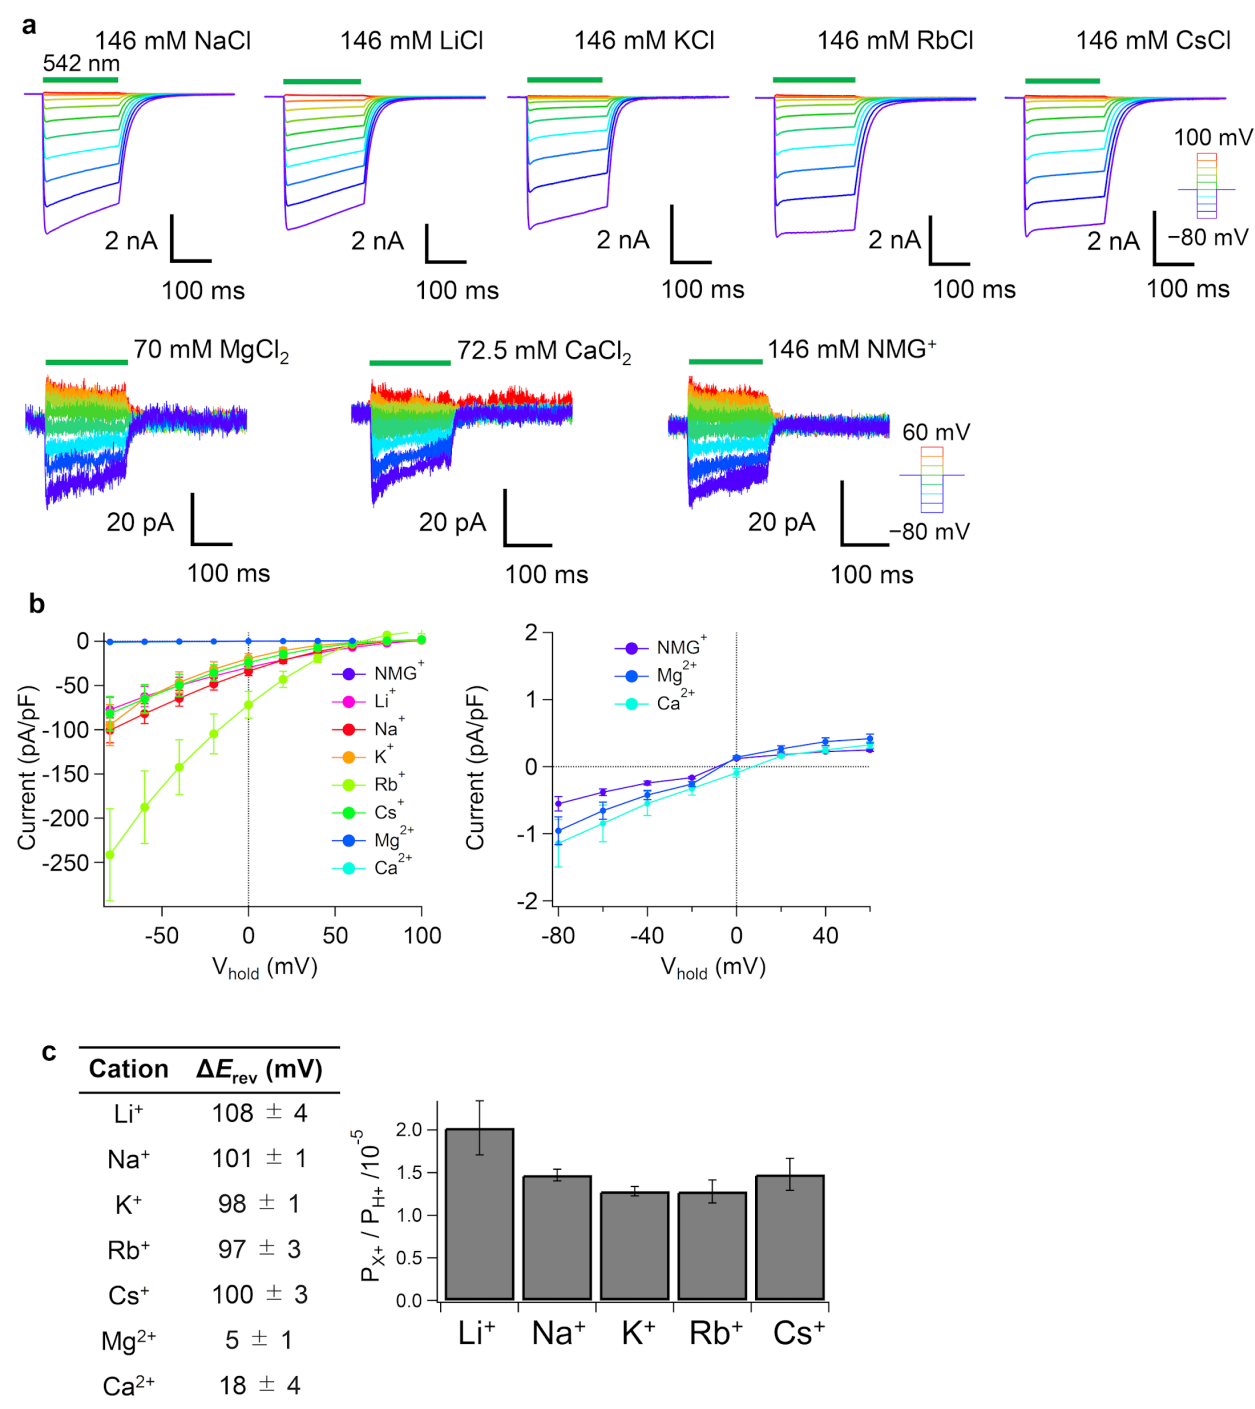 a
146 mM NaCl
146 mM LiCl
146 mM KCl
146 mM RbCl
146 mM CsCl
542 nm
100 mV
−80 mV
2 nA
100 ms
2 nA
100 ms
2 nA
100 ms
2 nA
100 ms
2 nA
100 ms
70 mM MgCl₂
72.5 mM CaCl₂
146 mM NMG⁺
60 mV
−80 mV
20 pA
100 ms
20 pA
100 ms
20 pA
100 ms
b
Current (pA/pF)
0
-50
-100
-150
-200
-250
NMG⁺
Li⁺
Na⁺
K⁺
Rb⁺
Cs⁺
Mg²⁺
Ca²⁺
-50 0 50 100
V_hold (mV)
Current (pA/pF)
2
1
0
-1
-2
NMG⁺
Mg²⁺
Ca²⁺
-80 -40 0 40
V_hold (mV)
c
Cation ΔE_rev (mV)
Li⁺ 108 ± 4
Na⁺ 101 ± 1
K⁺ 98 ± 1
Rb⁺ 97 ± 3
Cs⁺ 100 ± 3
Mg²⁺ 5 ± 1
Ca²⁺ 18 ± 4
P_X+ / P_H+ /10⁻⁵
2.0
1.5
1.0
0.5
0.0
Li⁺ Na⁺ K⁺ Rb⁺ Cs⁺